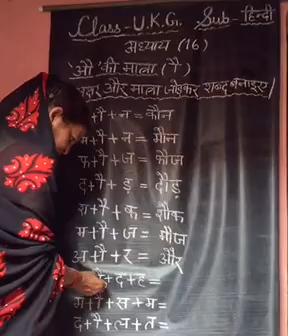 Class-U.K.G. Sub-हिन्दी
अध्याय (16)
'औ' की मात्रा (ौ)
अक्षर और मात्रा जोड़कर शब्द बनाइए।
+ौ+न=कौन
म+ौ+न=मौन
फ+ौ+ज=फौज
द+ौ+ड़=दौड़
श+ौ+क=शौक
म+ौ+ज=मौज
अ+ौ+र=और
+द+ह=
म+ौ+स+म=
द+ौ+ल+त=